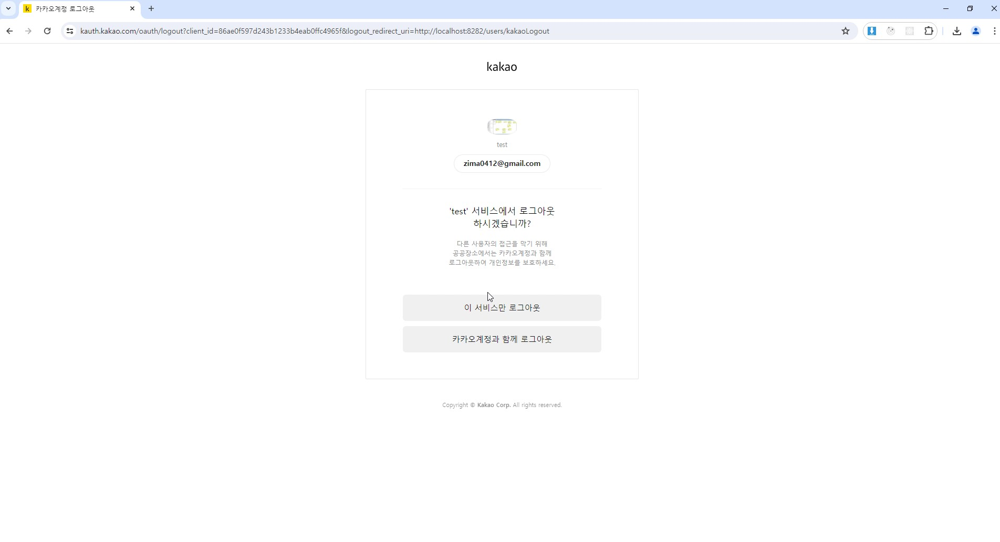 카카오계정 로그아웃
kauth.kakao.com/oauth/logout?client_id=86ae0f597d243b1233b4eab0ffc4965f&logout_redirect_uri=http://localhost:8282/users/kakaoLogout
kakao
test
zima0412@gmail.com
'test' 서비스에서 로그아웃
하시겠습니까?
다른 사용자의 접근을 막기 위해
공공장소에서는 카카오계정과 함께
로그아웃하여 개인정보를 보호하세요.
이 서비스만 로그아웃
카카오계정과 함께 로그아웃
Copyright © Kakao Corp. All rights reserved.